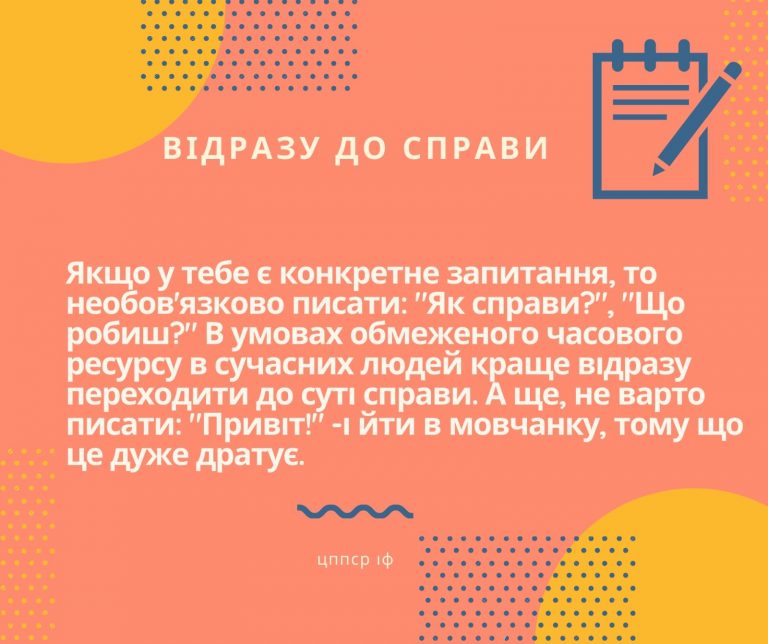 ВІДРАЗУ ДО СПРАВИ
Якщо у тебе є конкретне запитання, то
необов'язково писати: "Як справи?", "Що
робиш?" В умовах обмеженого часового
ресурсу в сучасних людей краще відразу
переходити до суті справи. А ще, не варто
писати: "Привіт!" -і йти в мовчанку, тому що
це дуже дратує.
ЦППСР ІФ